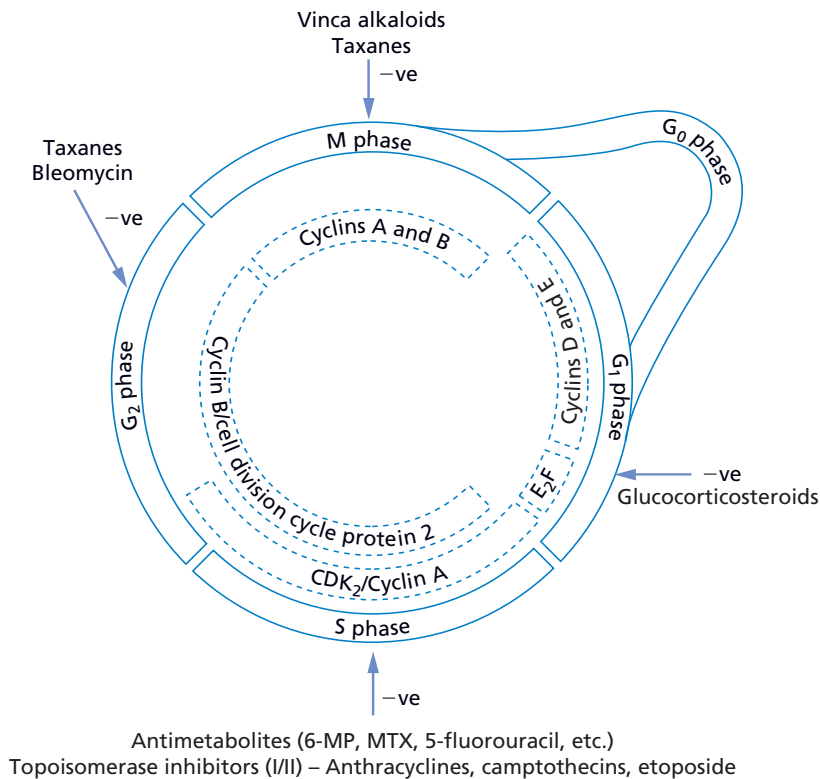 Vinca alkaloids
Taxanes
−ve
M phase
G₀ phase
Taxanes
Bleomycin
−ve
Cyclins A and B
Cyclins D and E
G₁ phase
G₂ phase
Cyclin B/cell division cycle protein 2
E₂F
−ve
Glucocorticosteroids
CDK₂/Cyclin A
S phase
−ve
Antimetabolites (6-MP, MTX, 5-fluorouracil, etc.)
Topoisomerase inhibitors (I/II) – Anthracyclines, camptothecins, etoposide